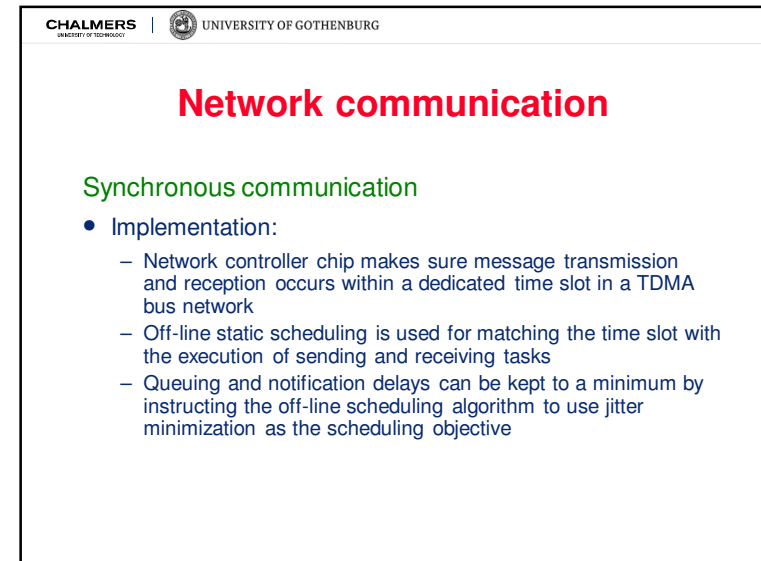 CHALMERS
UNIVERSITY OF TECHNOLOGY
UNIVERSITY OF GOTHENBURG
Network communication
Synchronous communication
• Implementation:
– Network controller chip makes sure message transmission
and reception occurs within a dedicated time slot in a TDMA
bus network
– Off-line static scheduling is used for matching the time slot with
the execution of sending and receiving tasks
– Queuing and notification delays can be kept to a minimum by
instructing the off-line scheduling algorithm to use jitter
minimization as the scheduling objective